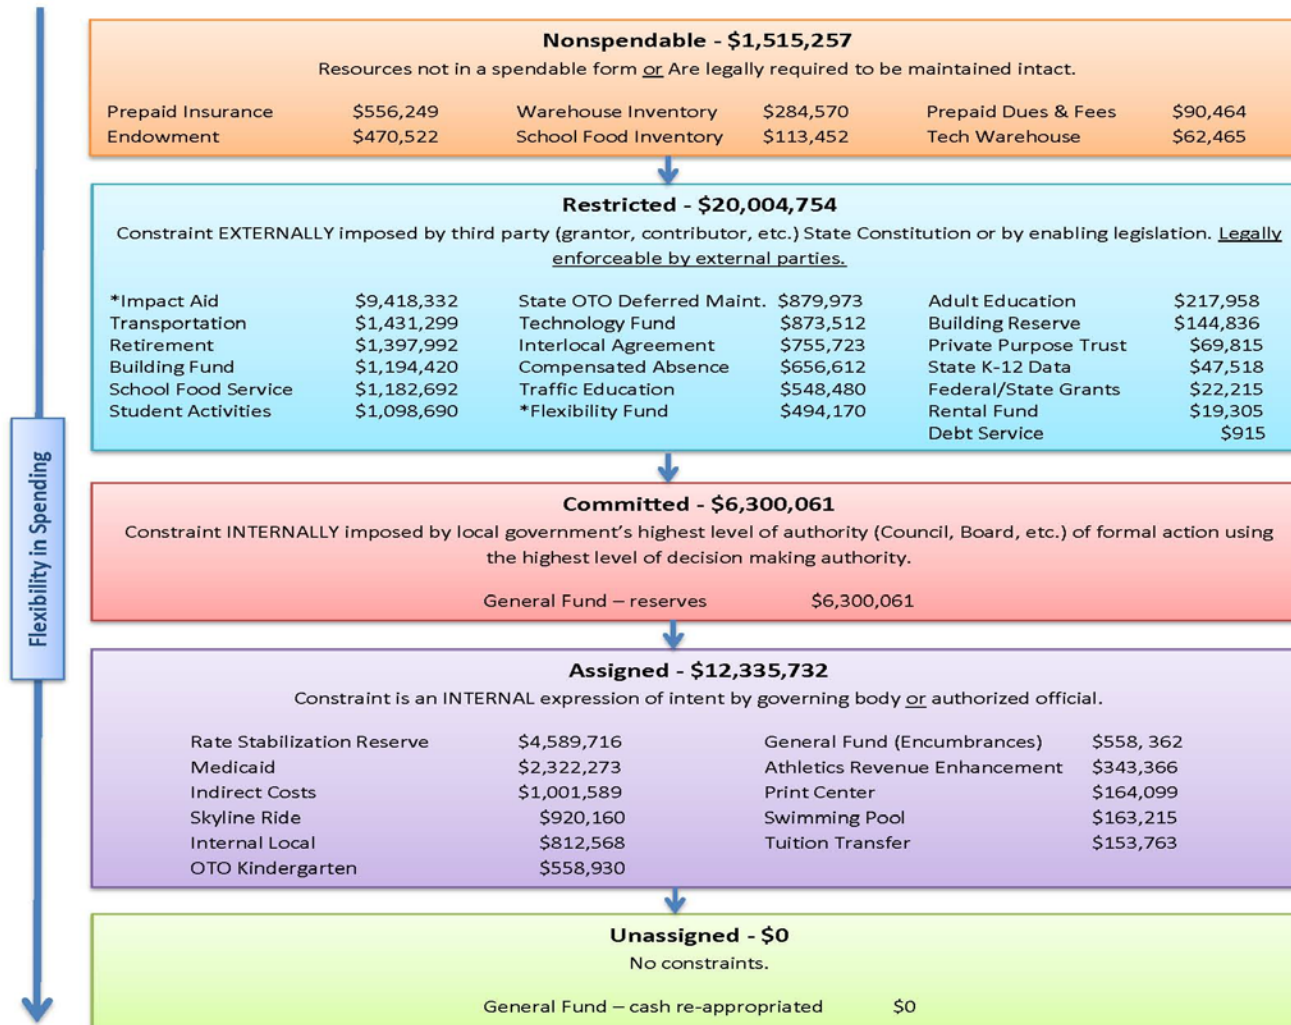 Nonspendable - $1,515,257
Resources not in a spendable form or Are legally required to be maintained intact.
Prepaid Insurance $556,249 Warehouse Inventory $284,570 Prepaid Dues & Fees $90,464
Endowment $470,522 School Food Inventory $113,452 Tech Warehouse $62,465
Restricted - $20,004,754
Constraint EXTERNALLY imposed by third party (grantor, contributor, etc.) State Constitution or by enabling legislation. Legally
enforceable by external parties.
*Impact Aid $9,418,332 State OTO Deferred Maint. $879,973 Adult Education $217,958
Transportation $1,431,299 Technology Fund $873,512 Building Reserve $144,836
Retirement $1,397,992 Interlocal Agreement $755,723 Private Purpose Trust $69,815
Building Fund $1,194,420 Compensated Absence $656,612 State K-12 Data $47,518
School Food Service $1,182,692 Traffic Education $548,480 Federal/State Grants $22,215
Student Activities $1,098,690 *Flexibility Fund $494,170 Rental Fund $19,305
Debt Service $915
Flexibility in Spending
Committed - $6,300,061
Constraint INTERNALLY imposed by local government's highest level of authority (Council, Board, etc.) of formal action using
the highest level of decision making authority.
General Fund – reserves $6,300,061
Assigned - $12,335,732
Constraint is an INTERNAL expression of intent by governing body or authorized official.
Rate Stabilization Reserve $4,589,716 General Fund (Encumbrances) $558, 362
Medicaid $2,322,273 Athletics Revenue Enhancement $343,366
Indirect Costs $1,001,589 Print Center $164,099
Skyline Ride $920,160 Swimming Pool $163,215
Internal Local $812,568 Tuition Transfer $153,763
OTO Kindergarten $558,930
Unassigned - $0
No constraints.
General Fund – cash re-appropriated $0